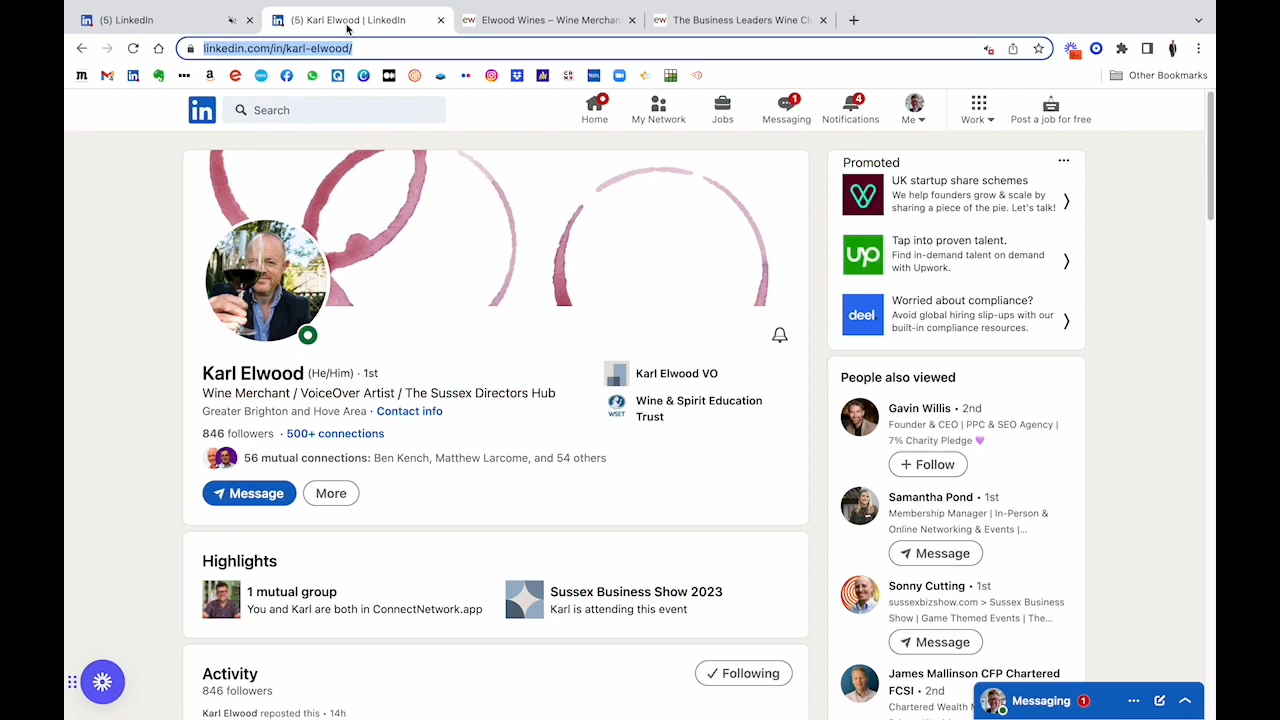 (5) LinkedIn
(5) Karl Elwood | LinkedIn
Elwood Wines – Wine Merchan
The Business Leaders Wine Cl
linkedin.com/in/karl-elwood/
Other Bookmarks
Search
Home
My Network
Jobs
1
Messaging
4
Notifications
Me
Work
Post a job for free
Karl Elwood (He/Him) · 1st
Wine Merchant / VoiceOver Artist / The Sussex Directors Hub
Greater Brighton and Hove Area · Contact info
846 followers · 500+ connections
56 mutual connections: Ben Kench, Matthew Larcome, and 54 others
Message
More
Karl Elwood VO
WSET
Wine & Spirit Education
Trust
Highlights
1 mutual group
You and Karl are both in ConnectNetwork.app
Sussex Business Show 2023
Karl is attending this event
Activity
846 followers
Following
Karl Elwood reposted this • 14h
Promoted
UK startup share schemes
We help founders grow & scale by
sharing a piece of the pie. Let's talk!
up
Tap into proven talent.
Find in-demand talent on demand
with Upwork.
deel.
Worried about compliance?
Avoid global hiring slip-ups with our
built-in compliance resources.
People also viewed
Gavin Willis • 2nd
Founder & CEO | PPC & SEO Agency |
7% Charity Pledge 💜
+ Follow
Samantha Pond • 1st
Membership Manager | In-Person &
Online Networking & Events |...
Message
Sonny Cutting • 1st
sussexbizshow.com > Sussex Business
Show | Game Themed Events | The...
Message
James Mallinson CFP Chartered
FCSI • 2nd
Chartered Wealth
Messaging
1